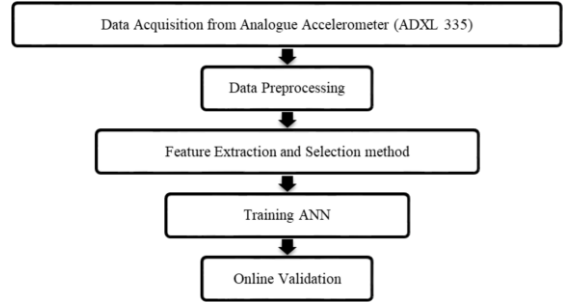 Data Acquisition from Analogue Accelerometer (ADXL 335)
Data Preprocessing
Feature Extraction and Selection method
Training ANN
Online Validation